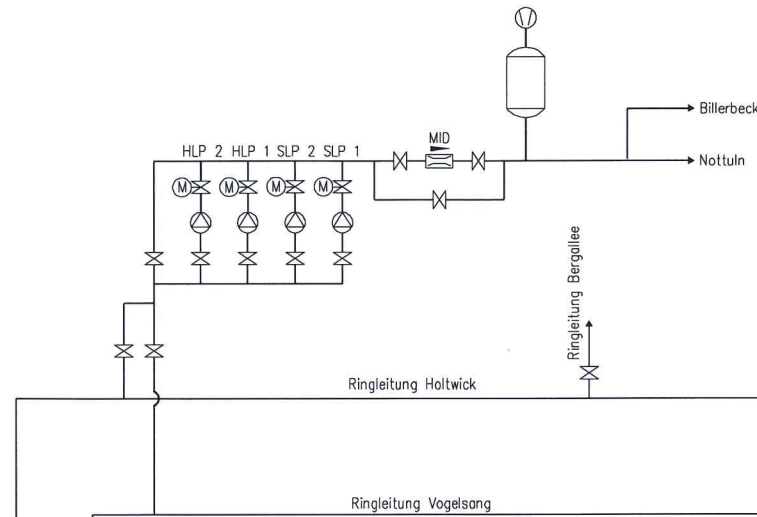 Billerbeck
MID
HLP 2 HLP 1 SLP 2 SLP 1
Nottuln
M M M M
Ringleitung Bergallee
Ringleitung Holtwick
Ringleitung Vogelsang